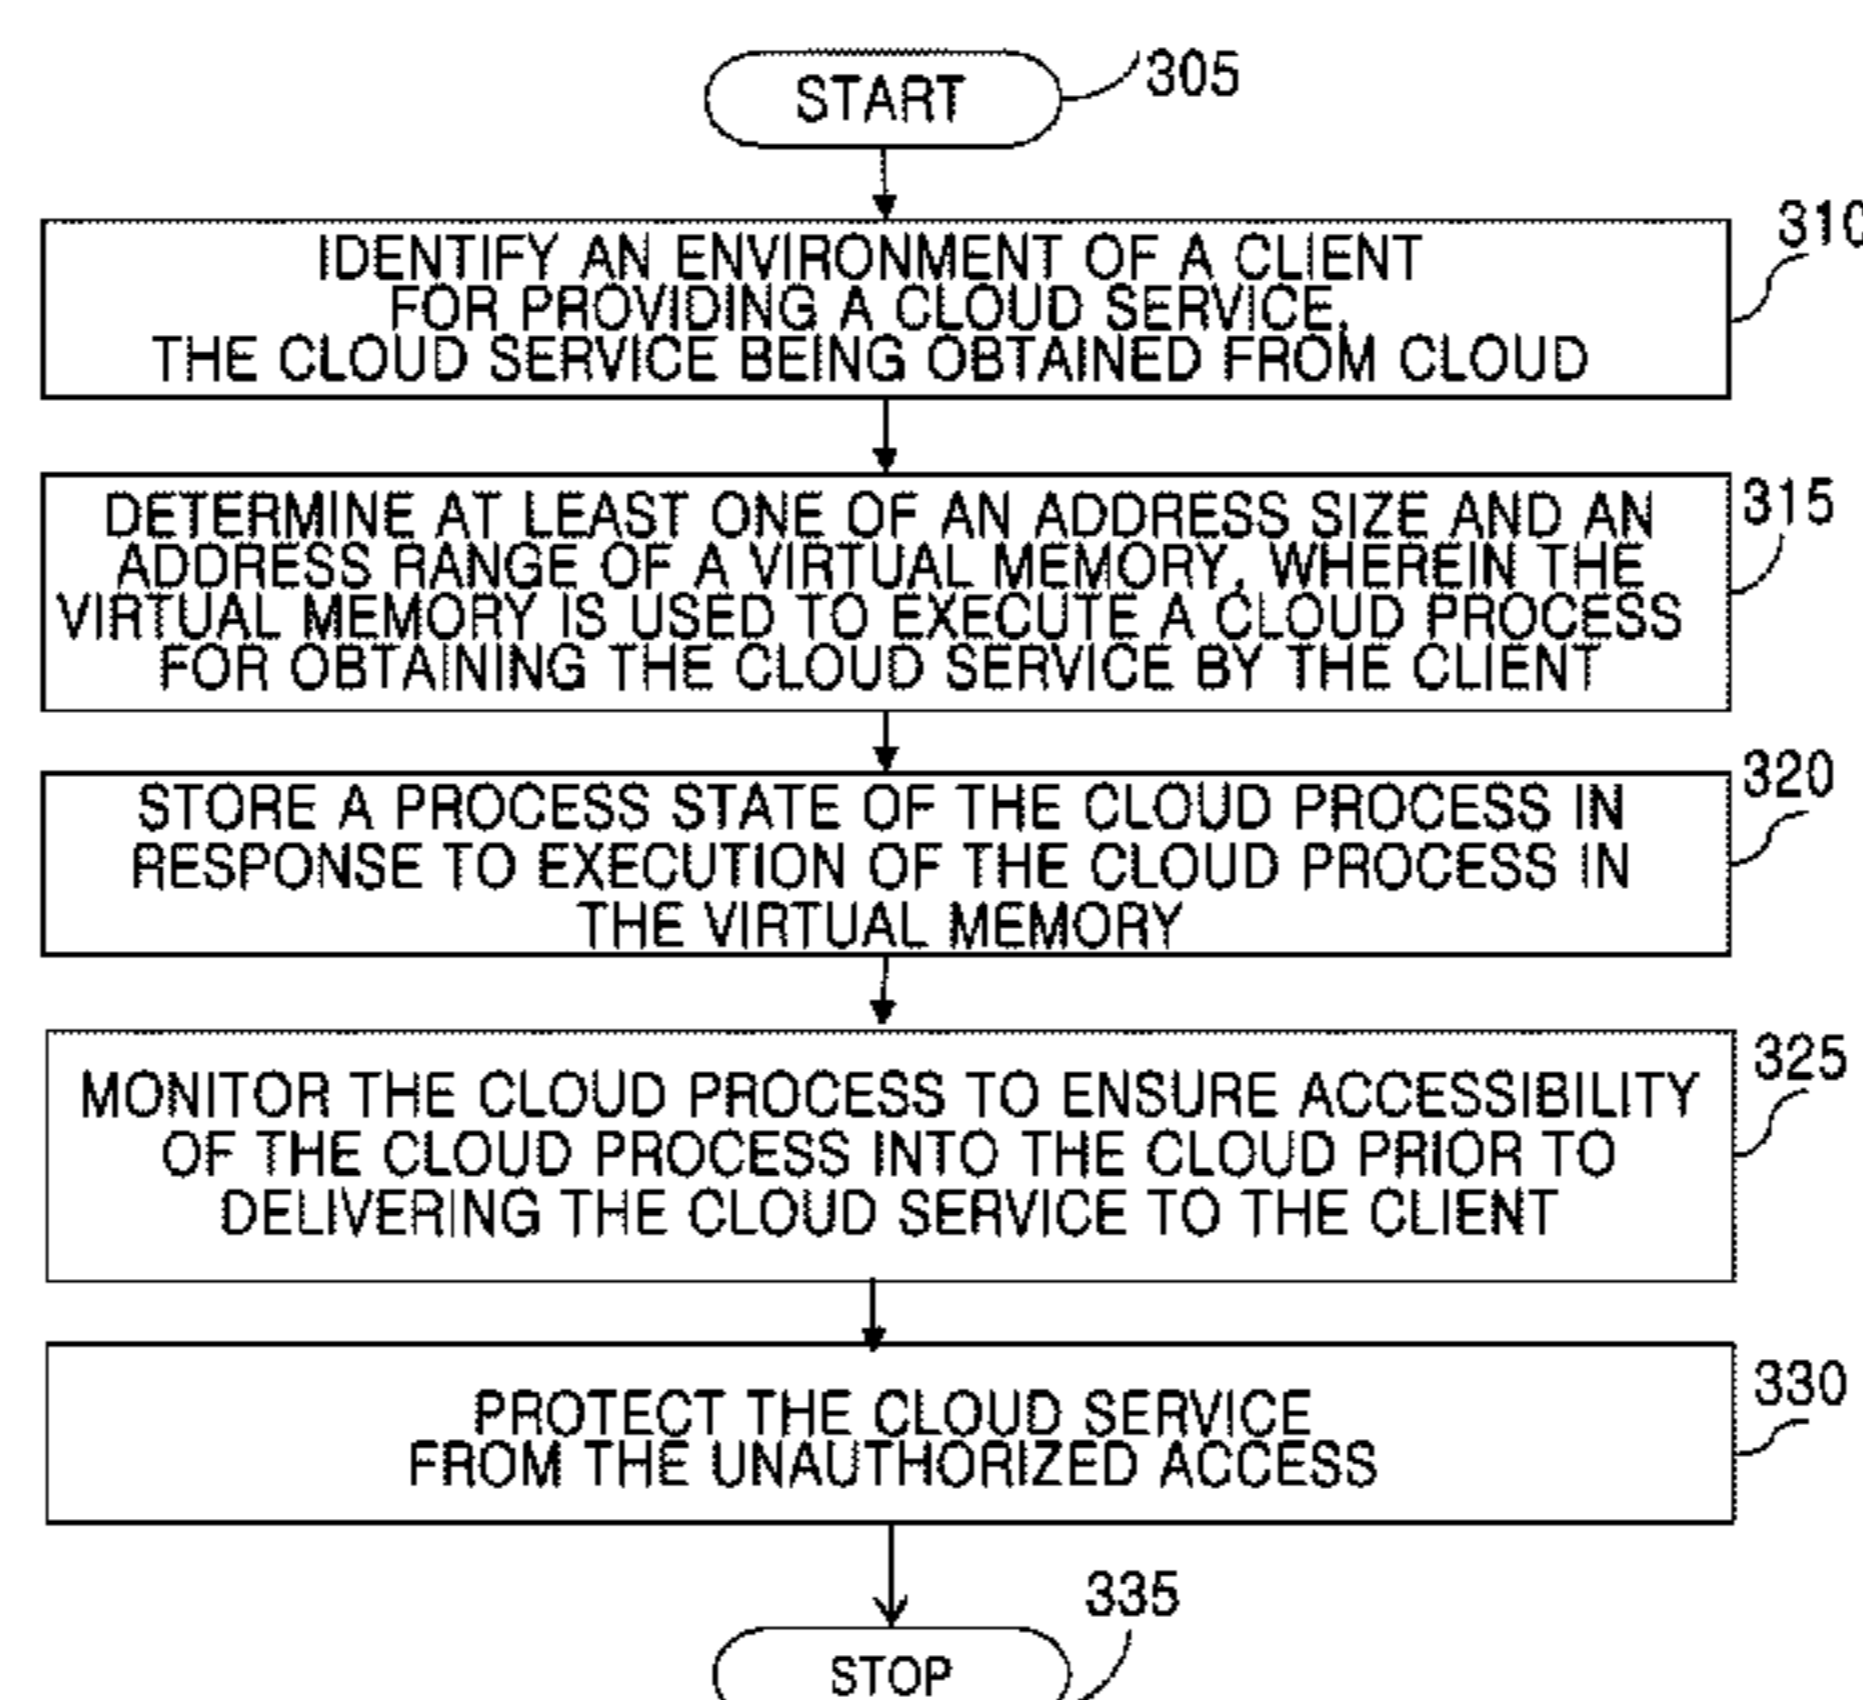 START
305
310
IDENTIFY AN ENVIRONMENT OF A CLIENT
FOR PROVIDING A CLOUD SERVICE,
THE CLOUD SERVICE BEING OBTAINED FROM CLOUD
315
DETERMINE AT LEAST ONE OF AN ADDRESS SIZE AND AN
ADDRESS RANGE OF A VIRTUAL MEMORY, WHEREIN THE
VIRTUAL MEMORY IS USED TO EXECUTE A CLOUD PROCESS
FOR OBTAINING THE CLOUD SERVICE BY THE CLIENT
320
STORE A PROCESS STATE OF THE CLOUD PROCESS IN
RESPONSE TO EXECUTION OF THE CLOUD PROCESS IN
THE VIRTUAL MEMORY
325
MONITOR THE CLOUD PROCESS TO ENSURE ACCESSIBILITY
OF THE CLOUD PROCESS INTO THE CLOUD PRIOR TO
DELIVERING THE CLOUD SERVICE TO THE CLIENT
330
PROTECT THE CLOUD SERVICE
FROM THE UNAUTHORIZED ACCESS
335
STOP